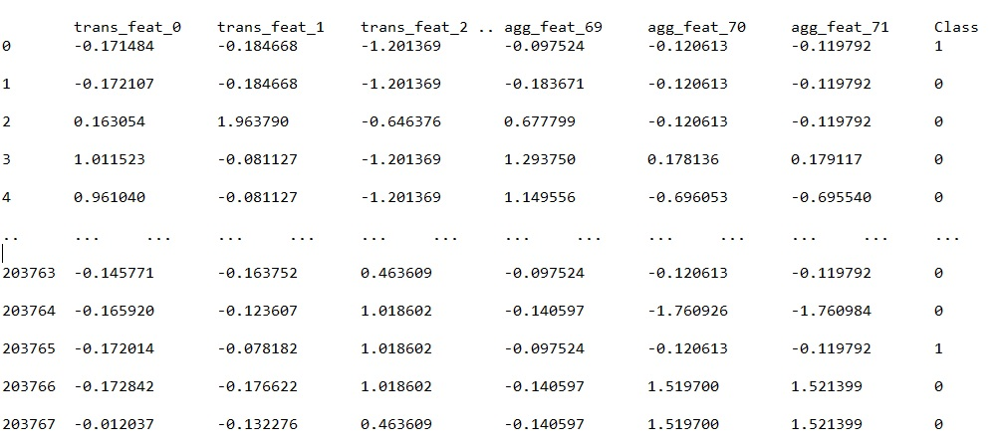 trans_feat_0 trans_feat_1 trans_feat_2 .. agg_feat_69 agg_feat_70 agg_feat_71 Class
0 -0.171484 -0.184668 -1.201369 -0.097524 -0.120613 -0.119792 1
1 -0.172107 -0.184668 -1.201369 -0.183671 -0.120613 -0.119792 0
2 0.163054 1.963790 -0.646376 0.677799 -0.120613 -0.119792 0
3 1.011523 -0.081127 -1.201369 1.293750 0.178136 0.179117 0
4 0.961040 -0.081127 -1.201369 1.149556 -0.696053 -0.695540 0
.. ... ... ... ... ... ... ... ... ... ... ... ... ...
203763 -0.145771 -0.163752 0.463609 -0.097524 -0.120613 -0.119792 0
203764 -0.165920 -0.123607 1.018602 -0.140597 -1.760926 -1.760984 0
203765 -0.172014 -0.078182 1.018602 -0.097524 -0.120613 -0.119792 1
203766 -0.172842 -0.176622 1.018602 -0.140597 1.519700 1.521399 0
203767 -0.012037 -0.132276 0.463609 -0.140597 1.519700 1.521399 0